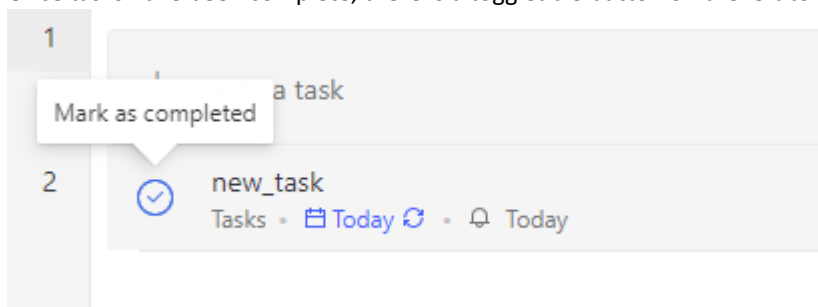 1
a task
Mark as completed
2
new_task
Tasks • Today • Today